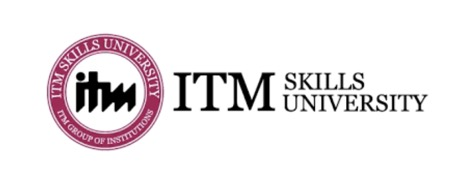 ITM SKILLS UNIVERSITY
itm
ITM GROUP OF INSTITUTIONS
ITM SKILLS
UNIVERSITY